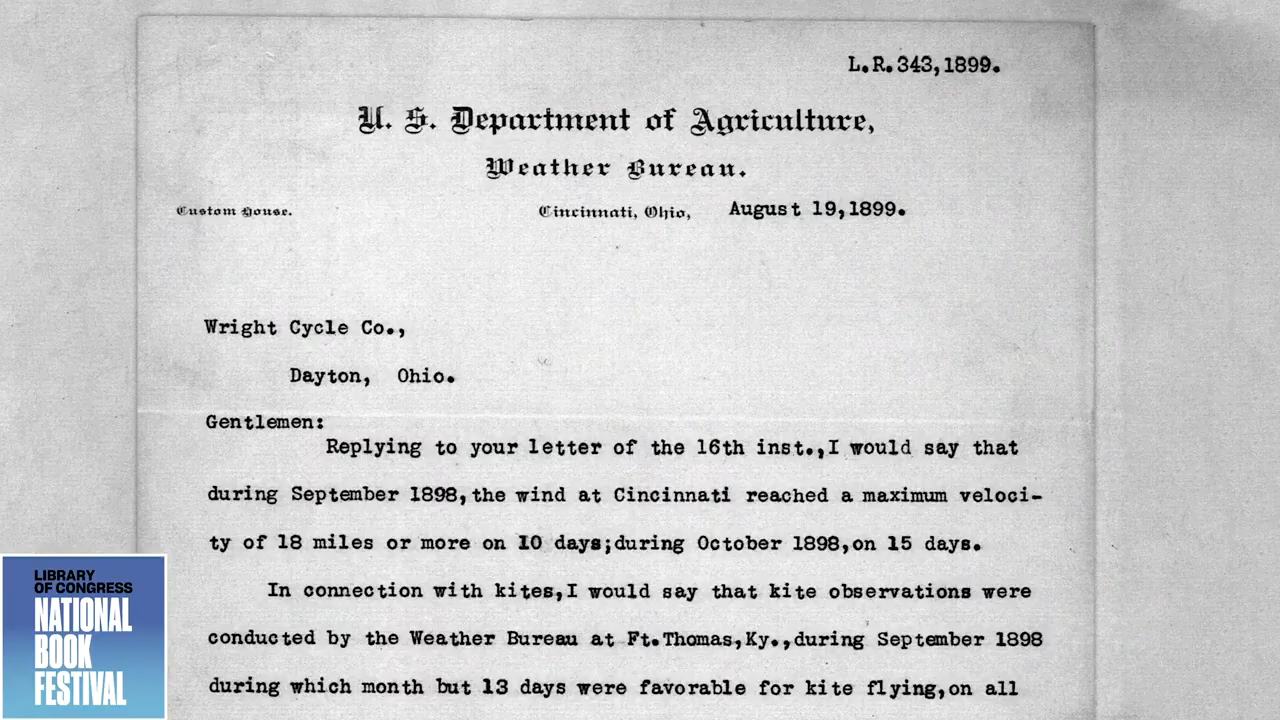 L.R.343,1899.
U. S. Department of Agriculture,
Weather Bureau.
Custom House. Cincinnati, Ohio, August 19,1899.
Wright Cycle Co.,
Dayton, Ohio.
Gentlemen:
Replying to your letter of the 16th inst.,I would say that
during September 1898,the wind at Cincinnati reached a maximum veloci-
ty of 18 miles or more on 10 days;during October 1898,on 15 days.
In connection with kites,I would say that kite observations were
conducted by the Weather Bureau at Ft.Thomas,Ky.,during September 1898
during which month but 13 days were favorable for kite flying,on all
LIBRARY
OF CONGRESS
NATIONAL
BOOK
FESTIVAL